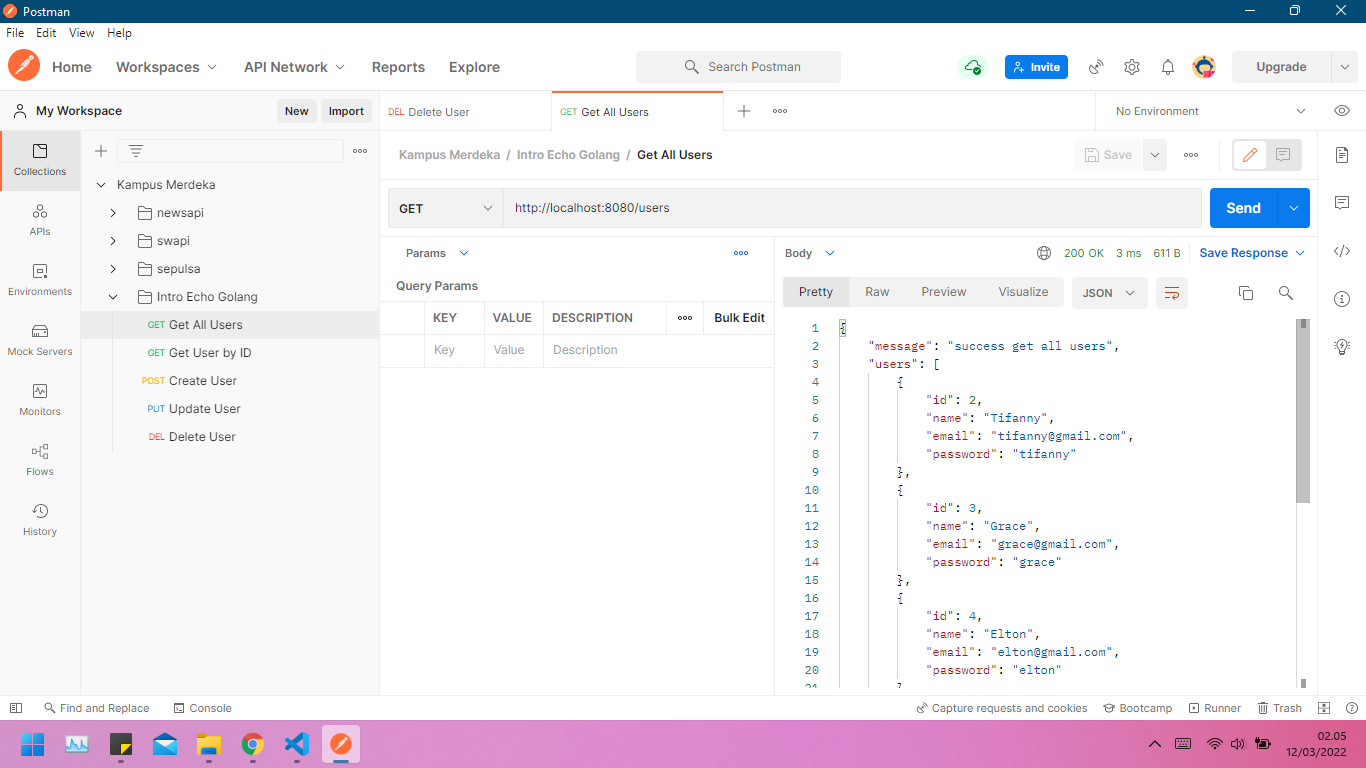 Postman
File Edit View Help
Home Workspaces API Network Reports Explore Search Postman Invite Upgrade
My Workspace New Import
DEL Delete User GET Get All Users No Environment
Collections
APIs
Environments
Mock Servers
Monitors
Flows
History
Kampus Merdeka
newsapi
swapi
sepulsa
Intro Echo Golang
GET Get All Users
GET Get User by ID
POST Create User
PUT Update User
DEL Delete User
Kampus Merdeka / Intro Echo Golang / Get All Users Save
GET http://localhost:8080/users Send
Params
Query Params
KEY VALUE DESCRIPTION Bulk Edit
Key Value Description
Body 200 OK 3 ms 611 B Save Response
Pretty Raw Preview Visualize JSON
1 {
2 "message": "success get all users",
3 "users": [
4 {
5 "id": 2,
6 "name": "Tifanny",
7 "email": "tifanny@gmail.com",
8 "password": "tifanny"
9 },
10 {
11 "id": 3,
12 "name": "Grace",
13 "email": "grace@gmail.com",
14 "password": "grace"
15 },
16 {
17 "id": 4,
18 "name": "Elton",
19 "email": "elton@gmail.com",
20 "password": "elton"
Find and Replace Console Capture requests and cookies Bootcamp Runner Trash
02.05
12/03/2022